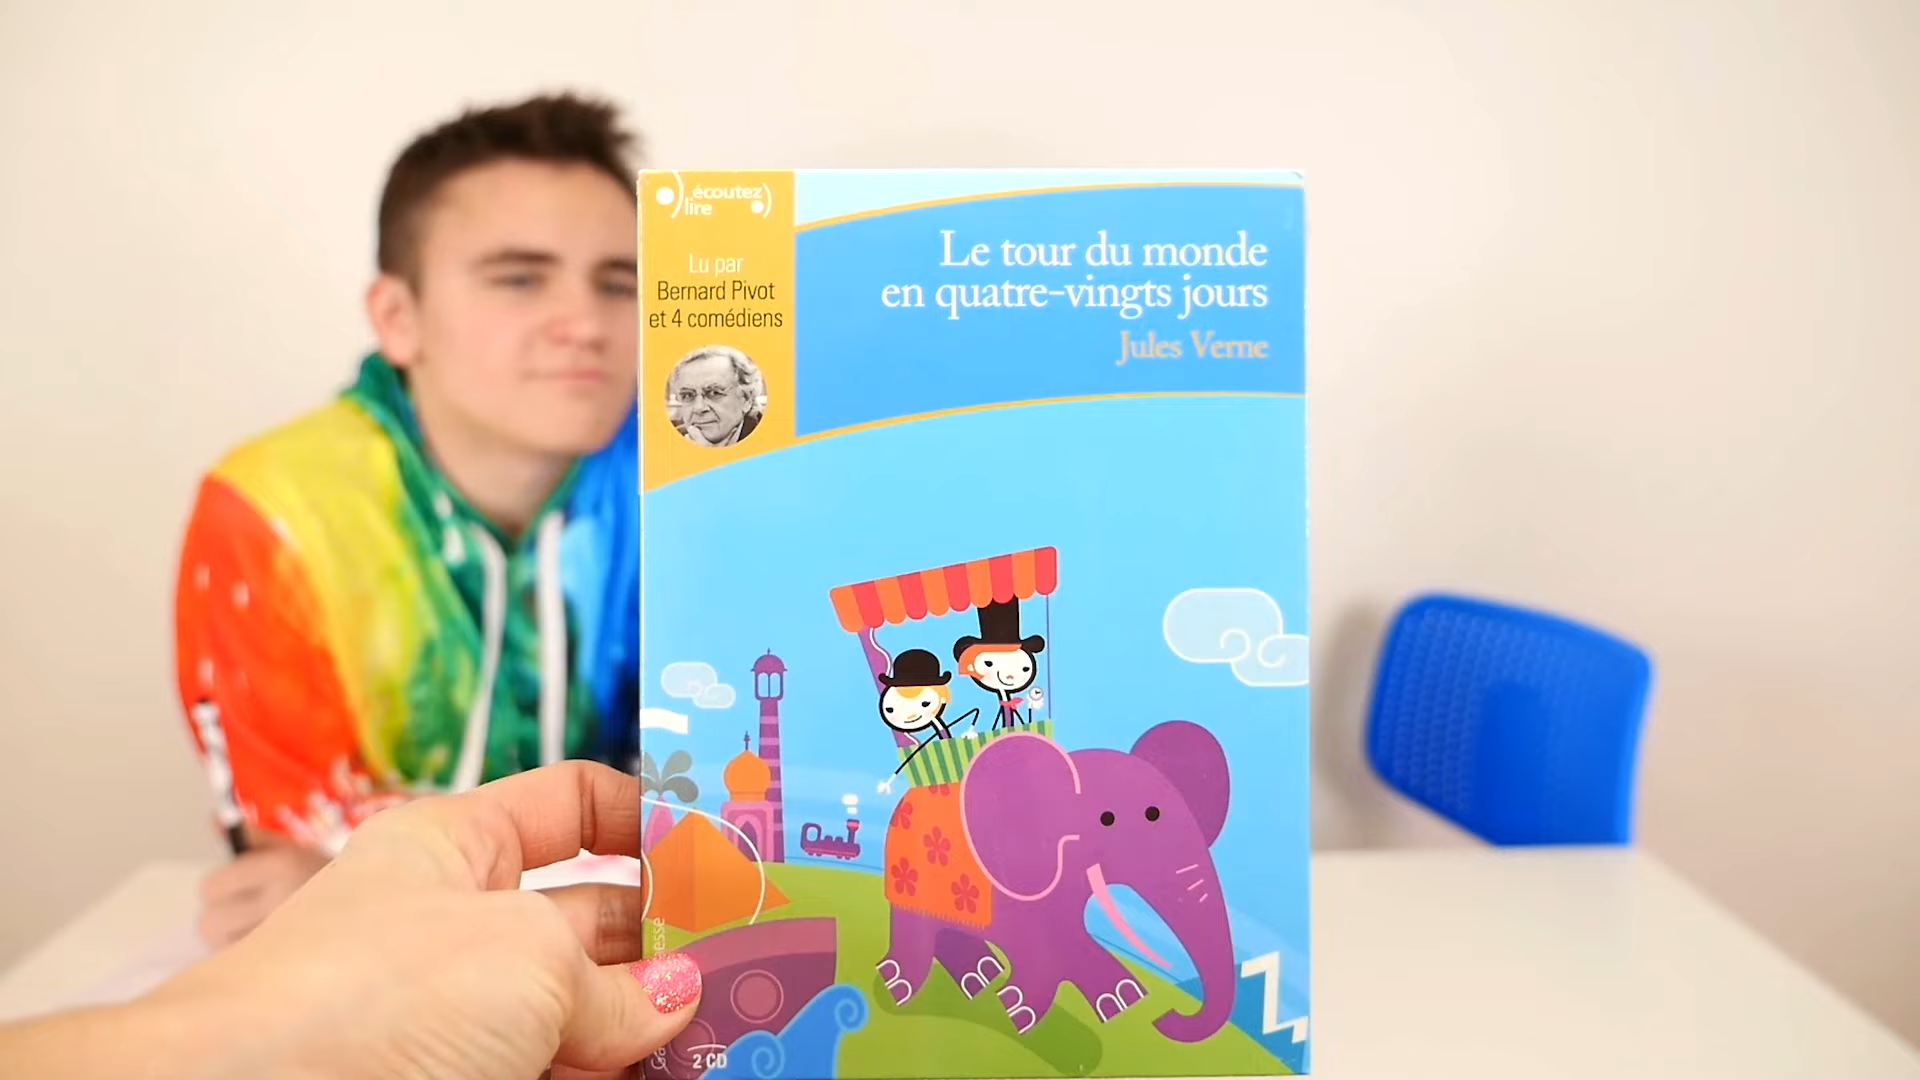 écoutez
lire
Lu par
Bernard Pivot
et 4 comédiens
Le tour du monde
en quatre-vingts jours
Jules Verne
2 CD